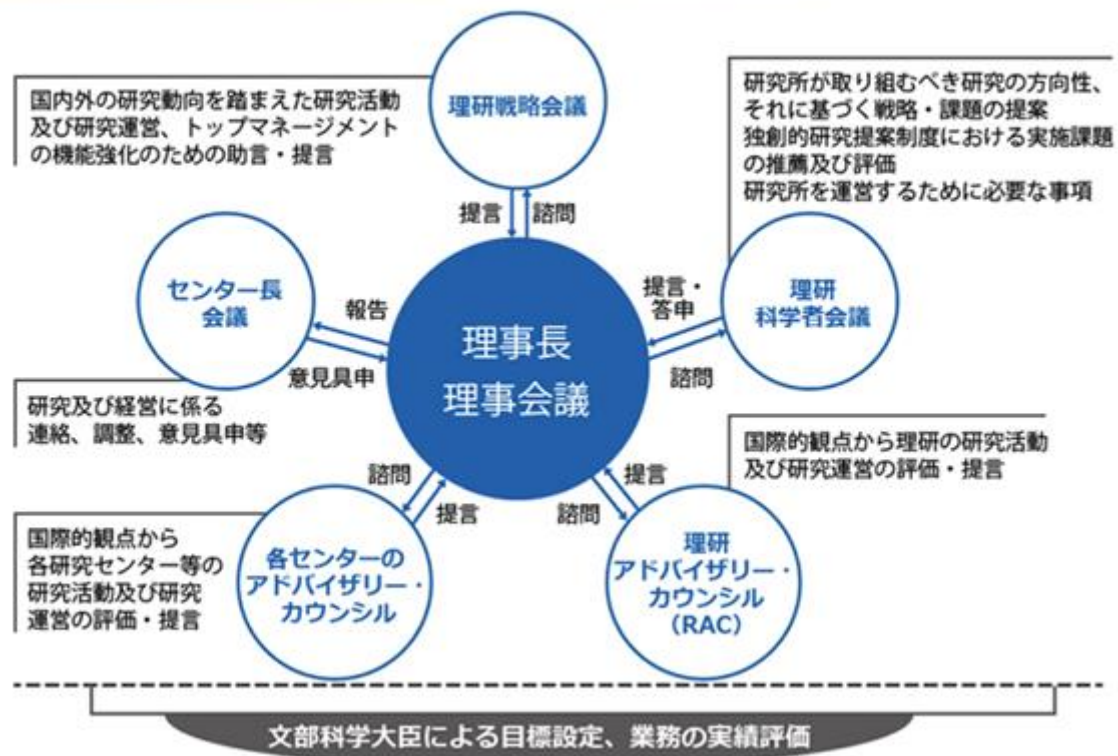 理研戦略会議
国内外の研究動向を踏まえた研究活動
及び研究運営、トップマネージメント
の機能強化のための助言・提言
研究所が取り組むべき研究の方向性、
それに基づく戦略・課題の提案
独創的研究提案制度における実施課題
の推薦及び評価
研究所を運営するために必要な事項
提言
諮問
センター長
会議
報告
意見具申
理事長
理事会議
提言・
答申
諮問
理研
科学者会議
研究及び経営に係る
連絡、調整、意見具申等
国際的観点から理研の研究活動
及び研究運営の評価・提言
諮問
提言
提言
諮問
国際的観点から
各研究センター等の
研究活動及び研究
運営の評価・提言
各センターの
アドバイザリー・
カウンシル
理研
アドバイザリー・
カウンシル
（RAC）
文部科学大臣による目標設定、業務の実績評価